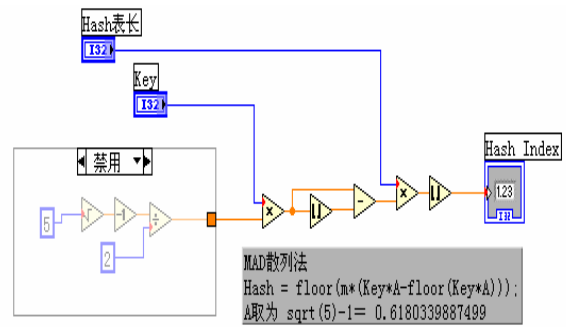 Hash表长
I32
Key
I32
禁用
5
-1
÷
2
×
-
×
Hash Index
1.23
I32
MAD散列法
Hash = floor(m*(Key*A-floor(Key*A)));
A取为 sqrt(5)-1= 0.6180339887499